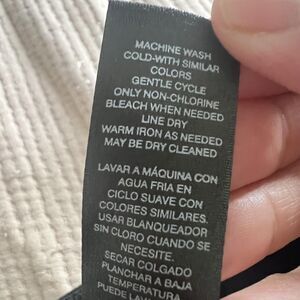 MACHINE WASH
COLD-WITH SIMILAR
COLORS
GENTLE CYCLE
ONLY NON-CHLORINE
BLEACH WHEN NEEDED
LINE DRY
WARM IRON AS NEEDED
MAY BE DRY CLEANED
LAVAR A MÁQUINA CON
AGUA FRIA EN
CICLO SUAVE CON
COLORES SIMILARES.
USAR BLANQUEADOR
SIN CLORO CUANDO SE
NECESITE.
SECAR COLGADO
PLANCHAR A BAJA
TEMPERATURA
PUEDE